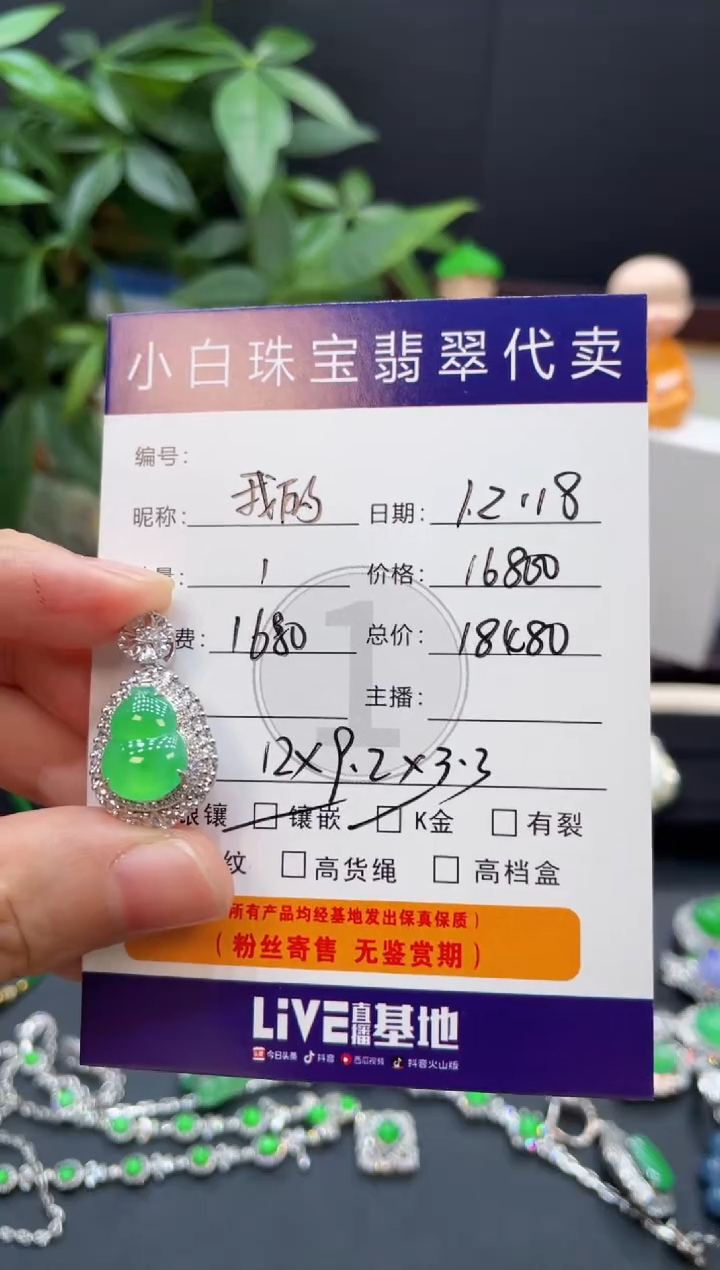 小白珠宝翡翠代卖
编号:
昵称: 我的 日期: 12.18
量: 1 价格: 16800
费: 1680 总价: 18480
主播:
12×9.2×3.3
银镶 镶嵌 K金 有裂
纹 高货绳 高档盒
所有产品均经基地发出保真保质)
(粉丝寄售 无鉴赏期)
LiVE直播基地
今日头条 抖音 西瓜视频 抖音火山版
1